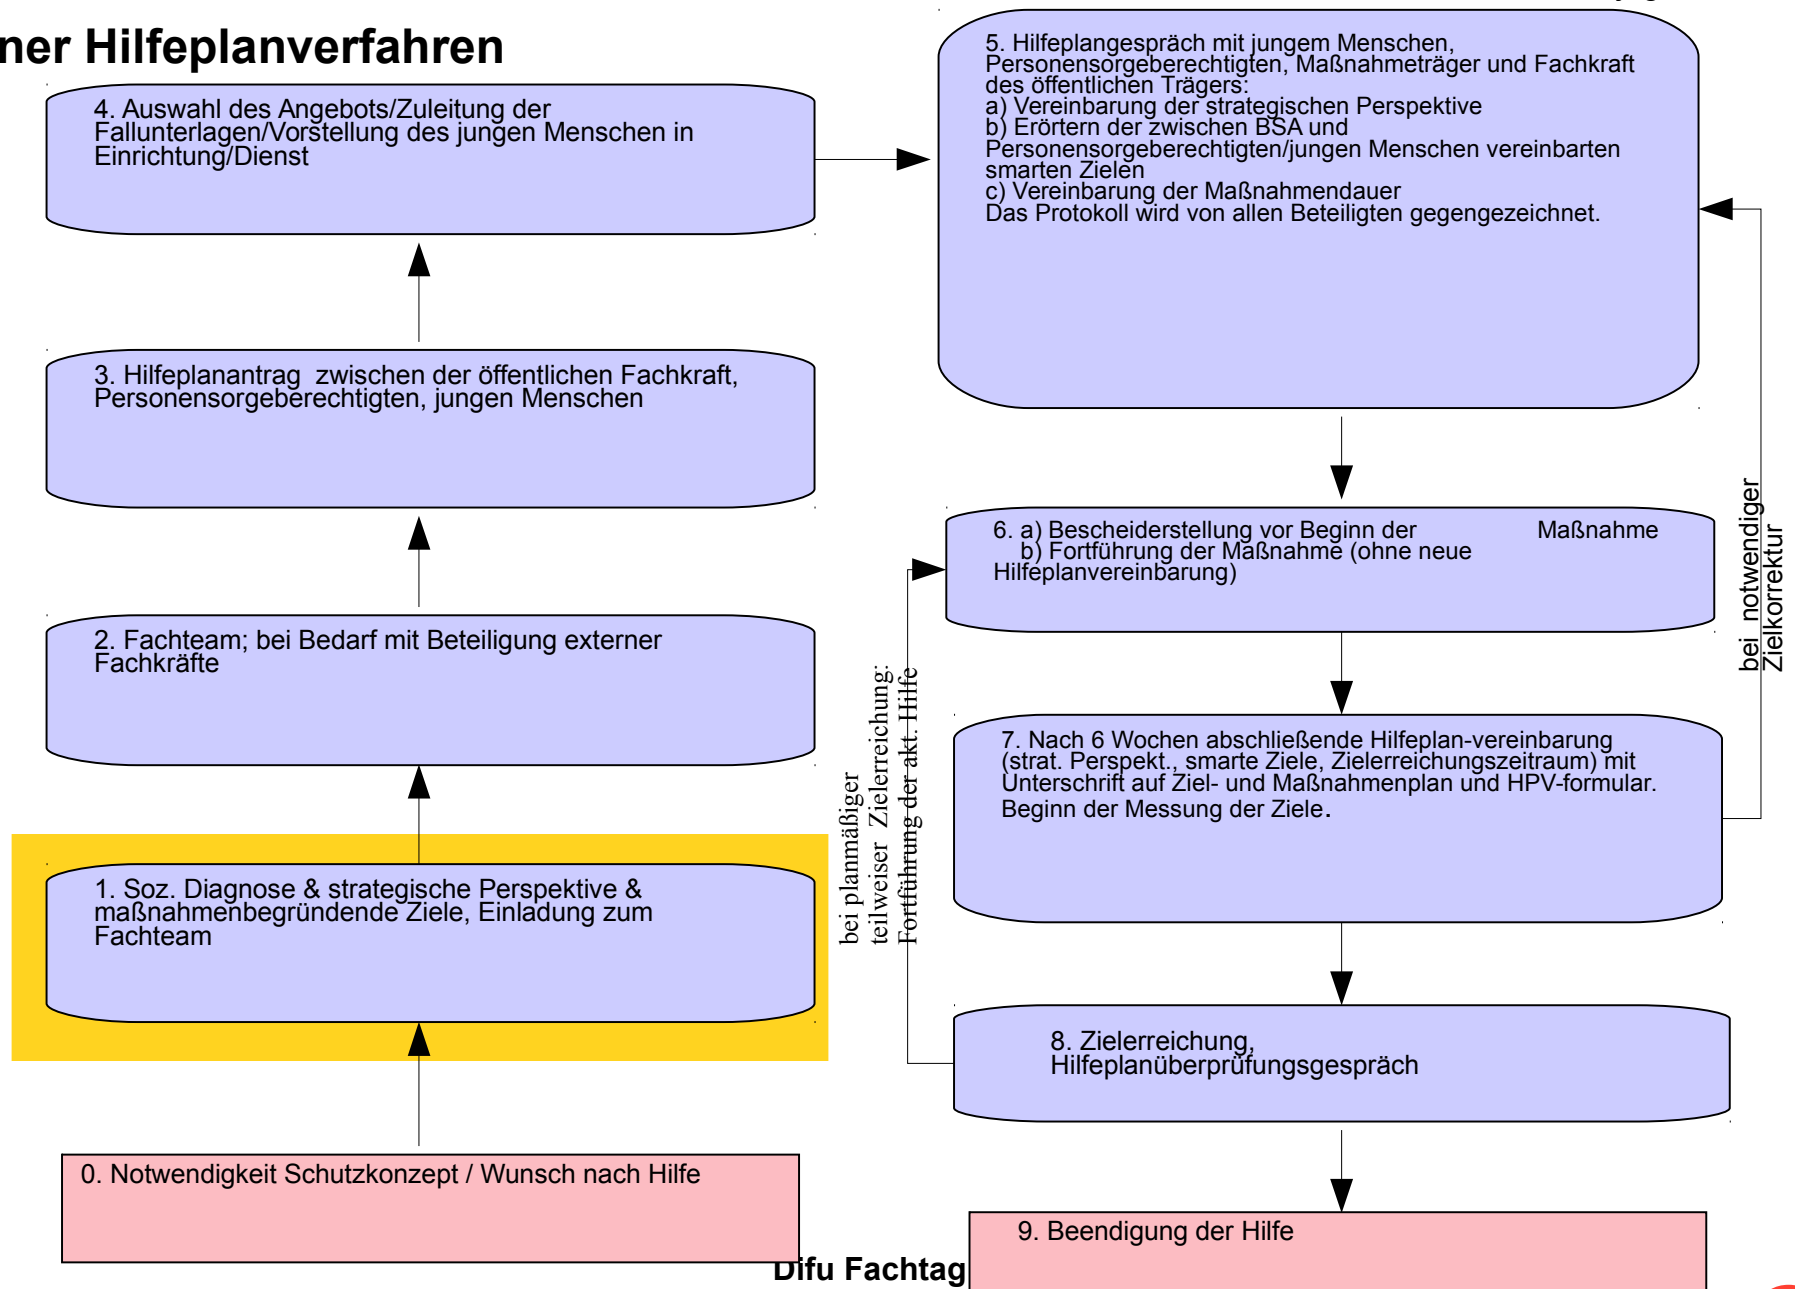 ner Hilfeplanverfahren
4. Auswahl des Angebots/Zuleitung der
Fallunterlagen/Vorstellung des jungen Menschen in
Einrichtung/Dienst
3. Hilfeplanantrag  zwischen der öffentlichen Fachkraft,
Personensorgeberechtigten, jungen Menschen
2. Fachteam; bei Bedarf mit Beteiligung externer
Fachkräfte
1. Soz. Diagnose & strategische Perspektive &
maßnahmenbegründende Ziele, Einladung zum
Fachteam
0. Notwendigkeit Schutzkonzept / Wunsch nach Hilfe
5. Hilfeplangespräch mit jungem Menschen,
Personensorgeberechtigten, Maßnahmeträger und Fachkraft
des öffentlichen Trägers:
a) Vereinbarung der strategischen Perspektive
b) Erörtern der zwischen BSA und
Personensorgeberechtigten/jungen Menschen vereinbarten
smarten Zielen
c) Vereinbarung der Maßnahmendauer
Das Protokoll wird von allen Beteiligten gegengezeichnet.
6. a) Bescheiderstellung vor Beginn der Maßnahme
b) Fortführung der Maßnahme (ohne neue
Hilfeplanvereinbarung)
bei notwendiger
Zielkorrektur
bei planmäßiger
teilweiser Zielerreichung:
Fortführung der akt. Hilfe
7. Nach 6 Wochen abschließende Hilfeplan-vereinbarung
(strat. Perspekt., smarte Ziele, Zielerreichungszeitraum) mit
Unterschrift auf Ziel- und Maßnahmenplan und HPV-formular.
Beginn der Messung der Ziele.
8. Zielerreichung,
Hilfeplanüberprüfungsgespräch
9. Beendigung der Hilfe
Difu Fachtag